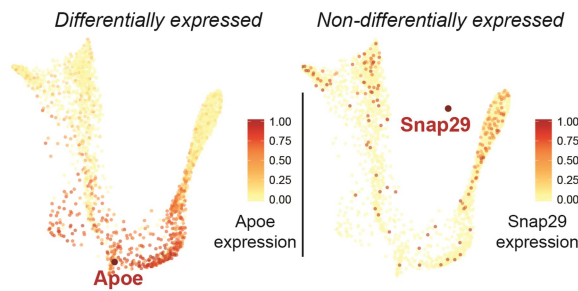 Differentially expressed
Non-differentially expressed
1.00
0.75
0.50
0.25
0.00
Apoe
expression
Apoe
Snap29
1.00
0.75
0.50
0.25
0.00
Snap29
expression